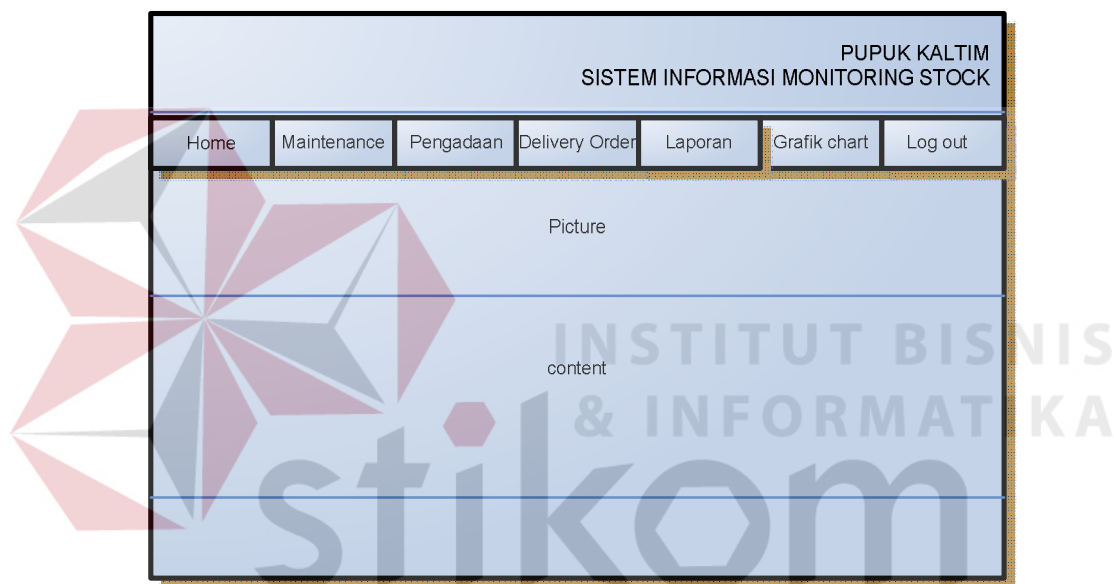 PUPUK KALTIM
SISTEM INFORMASI MONITORING STOCK
Home Maintenance Pengadaan Delivery Order Laporan Grafik chart Log out
Picture
INSTITUT BISNIS
content
& INFORMATIKA
stikom